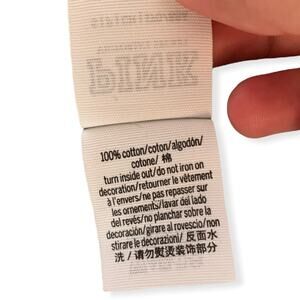 100% cotton/coton/algodón/
cotone/ 棉
turn inside out/do not iron on
decoration/retourner le vêtement
à l'envers/ne pas repasser sur
les ornements/lavar del lado
del revés/no planchar sobre la
decoración/girare al rovescio/non
stirare le decorazioni/ 反面水
洗 / 请勿熨烫装饰部分